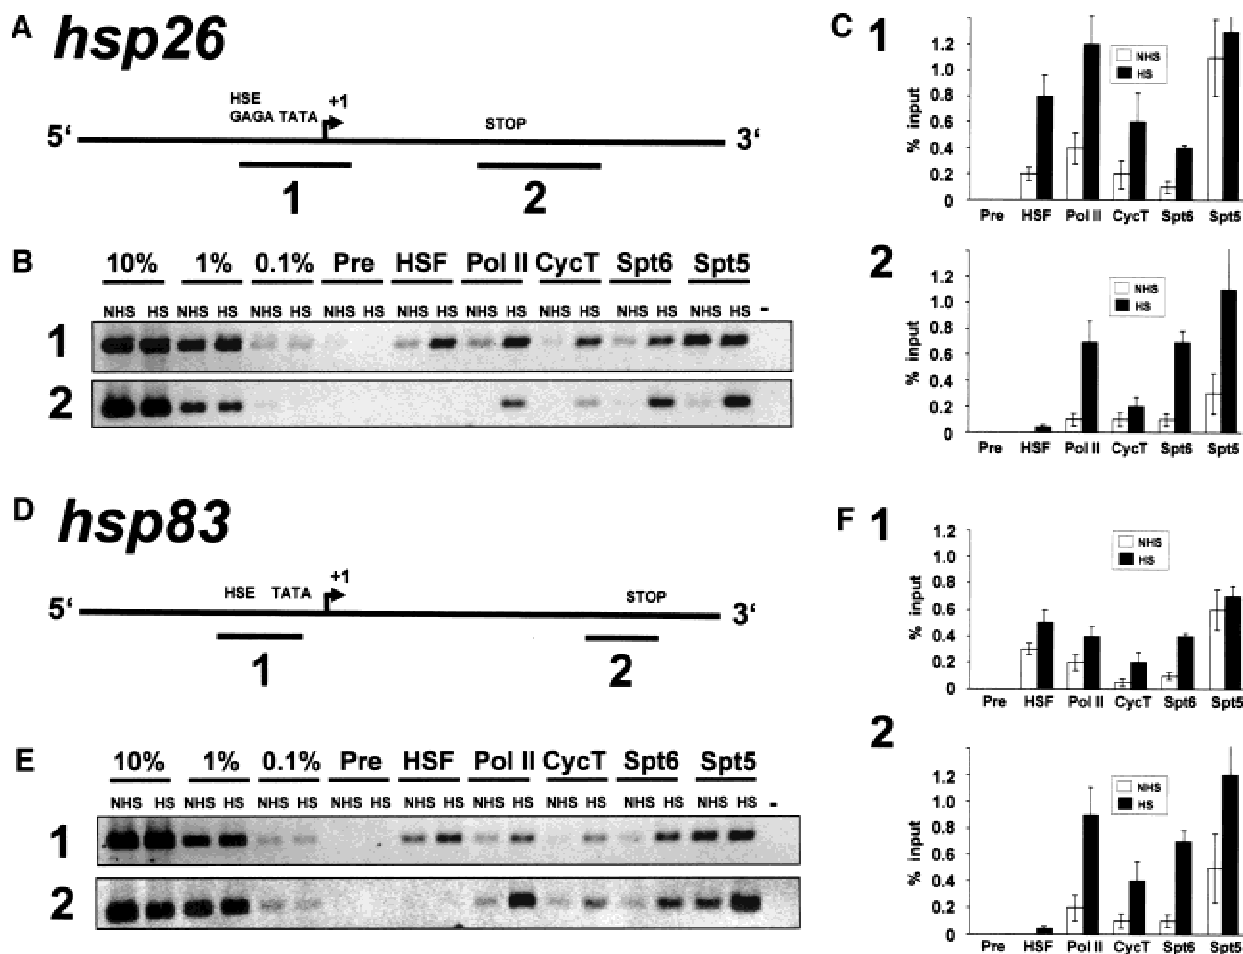 A hsp26
HSE
GAGA TATA +1
STOP
5‘ 3‘
1 2
B 10% 1% 0.1% Pre HSF Pol II CycT Spt6 Spt5
NHS HS NHS HS NHS HS NHS HS NHS HS NHS HS NHS HS NHS HS NHS HS -
1
2
C 1
% input
1.2
1.0
0.8
0.6
0.4
0.2
0
NHS
HS
Pre HSF Pol II CycT Spt6 Spt5
2
% input
1.2
1.0
0.8
0.6
0.4
0.2
0
NHS
HS
Pre HSF Pol II CycT Spt6 Spt5
D hsp83
HSE TATA +1
STOP
5‘ 3‘
1 2
E 10% 1% 0.1% Pre HSF Pol II CycT Spt6 Spt5
NHS HS NHS HS NHS HS NHS HS NHS HS NHS HS NHS HS NHS HS NHS HS -
1
2
F 1
% input
1.2
1.0
0.8
0.6
0.4
0.2
0
NHS
HS
Pre HSF Pol II CycT Spt6 Spt5
2
% input
1.2
1.0
0.8
0.6
0.4
0.2
0
NHS
HS
Pre HSF Pol II CycT Spt6 Spt5